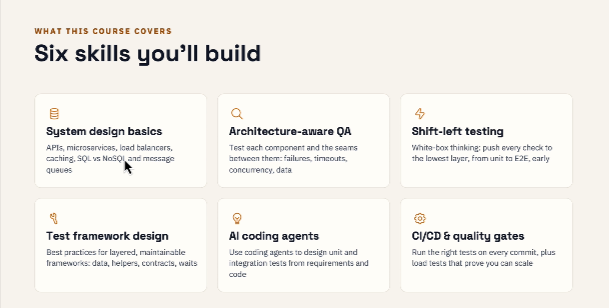 WHAT THIS COURSE COVERS
Six skills you'll build
System design basics
APIs, microservices, load balancers,
caching, SQL vs NoSQL and message
queues
Architecture-aware QA
Test each component and the seams
between them: failures, timeouts,
concurrency, data
Shift-left testing
White-box thinking; push every check to
the lowest layer, from unit to E2E, early
Test framework design
Best practices for layered, maintainable
frameworks: data, helpers, contracts, waits
AI coding agents
Use coding agents to design unit and
integration tests from requirements and
code
CI/CD & quality gates
Run the right tests on every commit, plus
load tests that prove you can scale